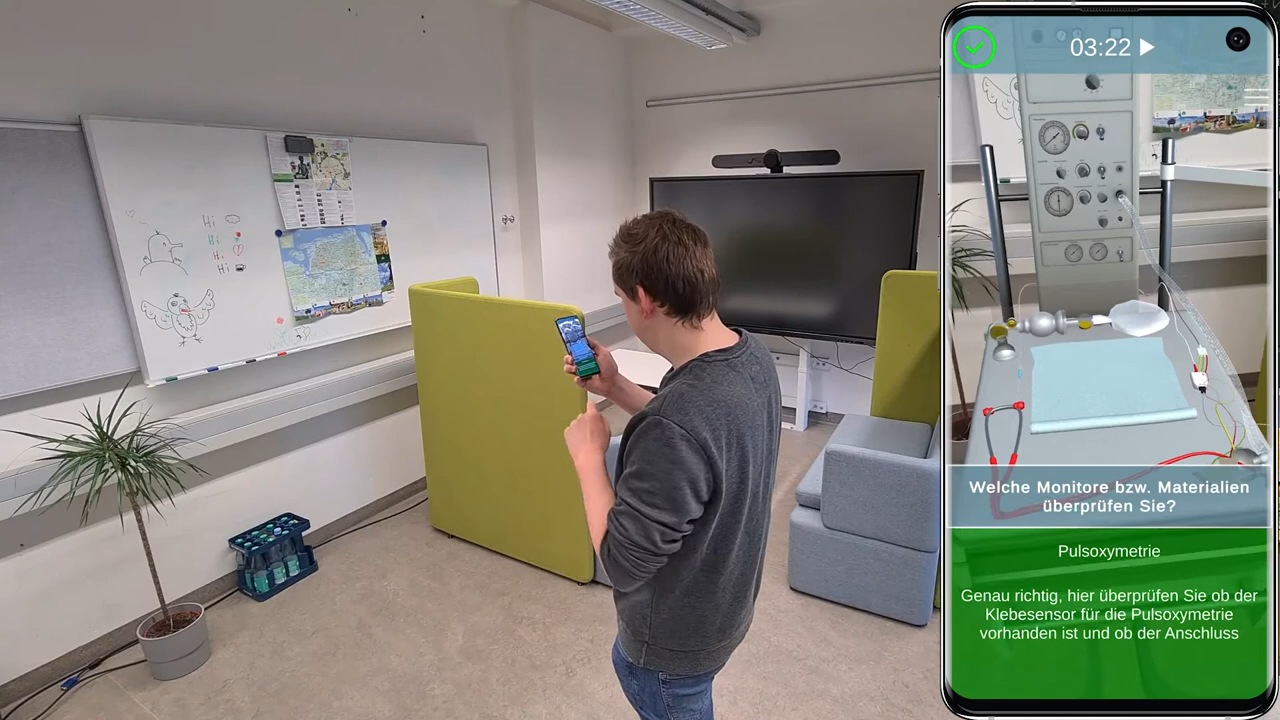 Hi
Hi
Hi
Hi
03:22
Welche Monitore bzw. Materialien
überprüfen Sie?
Pulsoxymetrie
Genau richtig, hier überprüfen Sie ob der
Klebesensor für die Pulsoxymetrie
vorhanden ist und ob der Anschluss